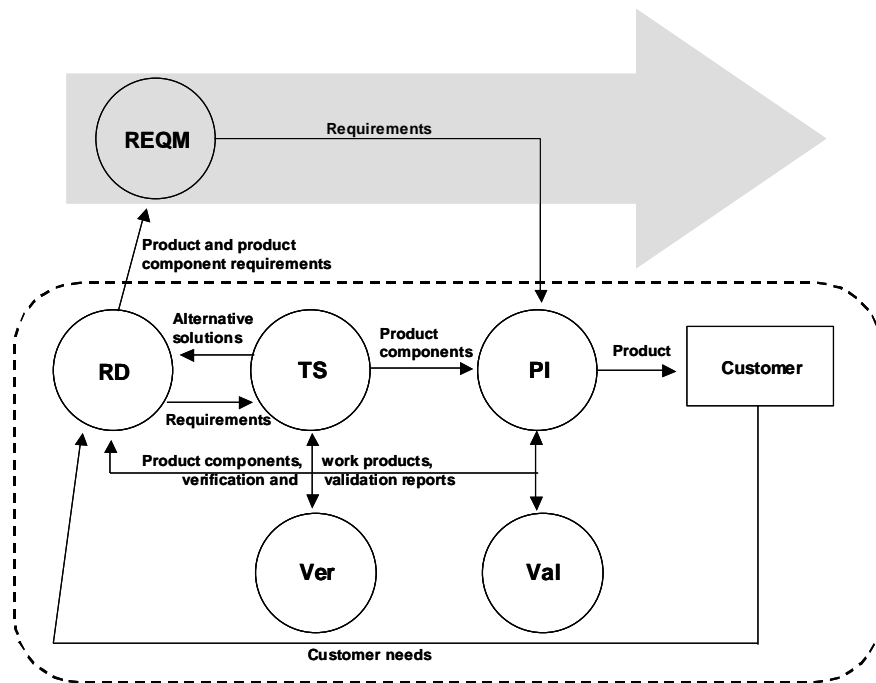 REQM
Requirements
Product and product
component requirements
Alternative
solutions
Product
components
Product
RD
TS
PI
Customer
Requirements
Product components, work products,
verification and validation reports
Ver
Val
Customer needs